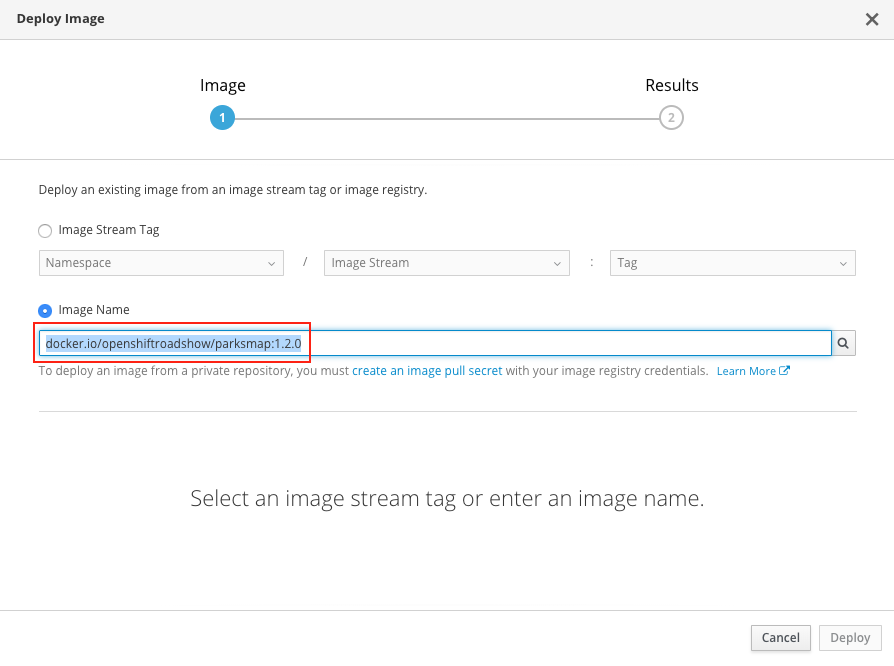 Deploy Image
Image
Results
1
2
Deploy an existing image from an image stream tag or image registry.
Image Stream Tag
Namespace / Image Stream : Tag
Image Name
docker.io/openshiftroadshow/parksmap:1.2.0
To deploy an image from a private repository, you must create an image pull secret with your image registry credentials. Learn More
Select an image stream tag or enter an image name.
Cancel Deploy